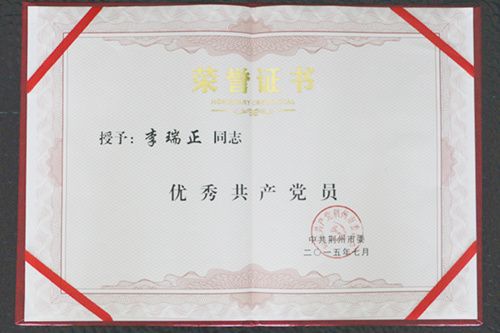 荣誉证书
授予：李瑞正 同志
优秀共产党员
中共荆州市委
二〇一五年七月